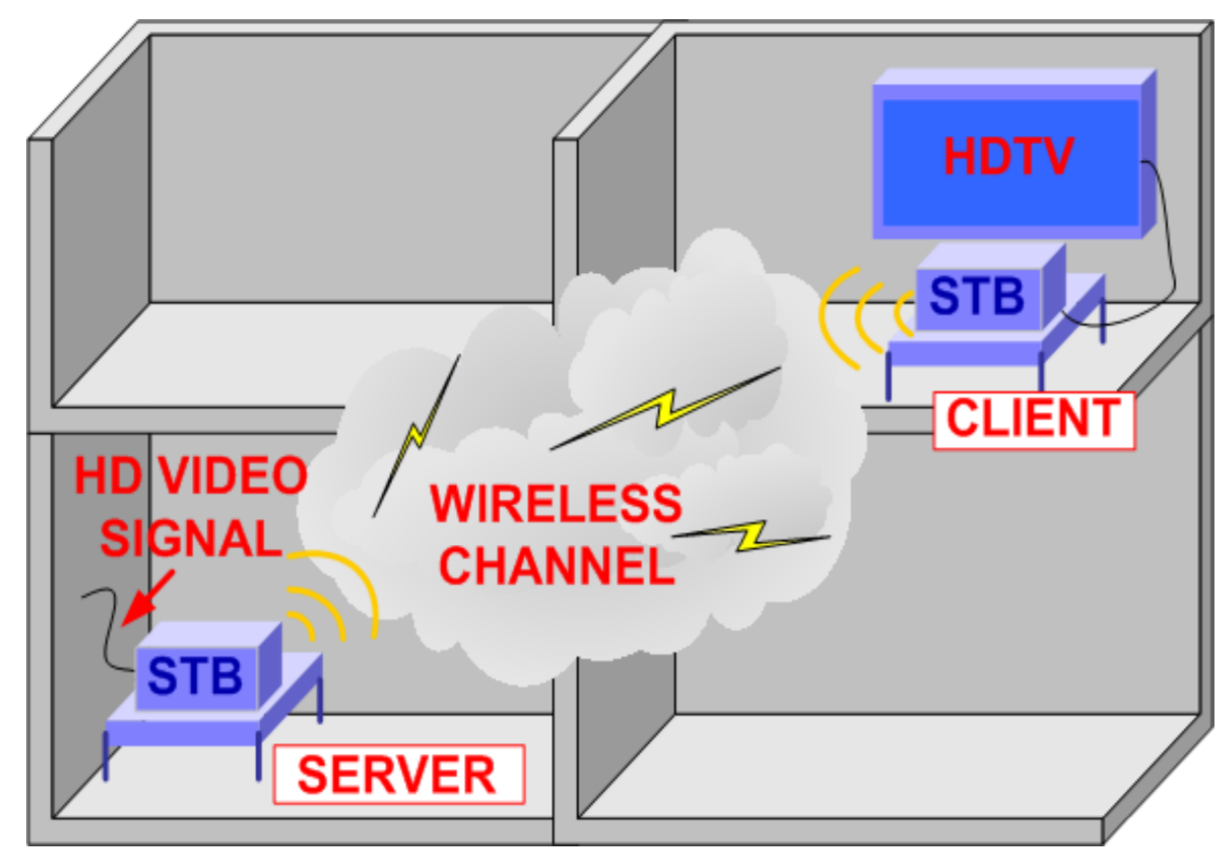 HDTV
STB
CLIENT
HD VIDEO
SIGNAL
WIRELESS
CHANNEL
STB
SERVER